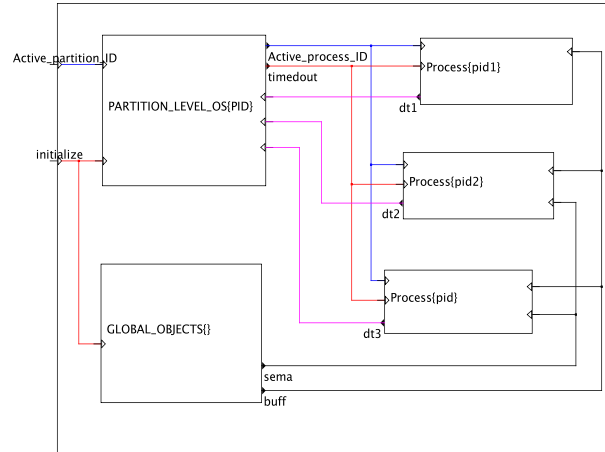 Active_partition_ID
Active_process_ID
timedout
Process{pid1}
PARTITION_LEVEL_OS{PID}
dt1
initialize
Process{pid2}
dt2
Process{pid}
GLOBAL_OBJECTS{}
dt3
sema
buff